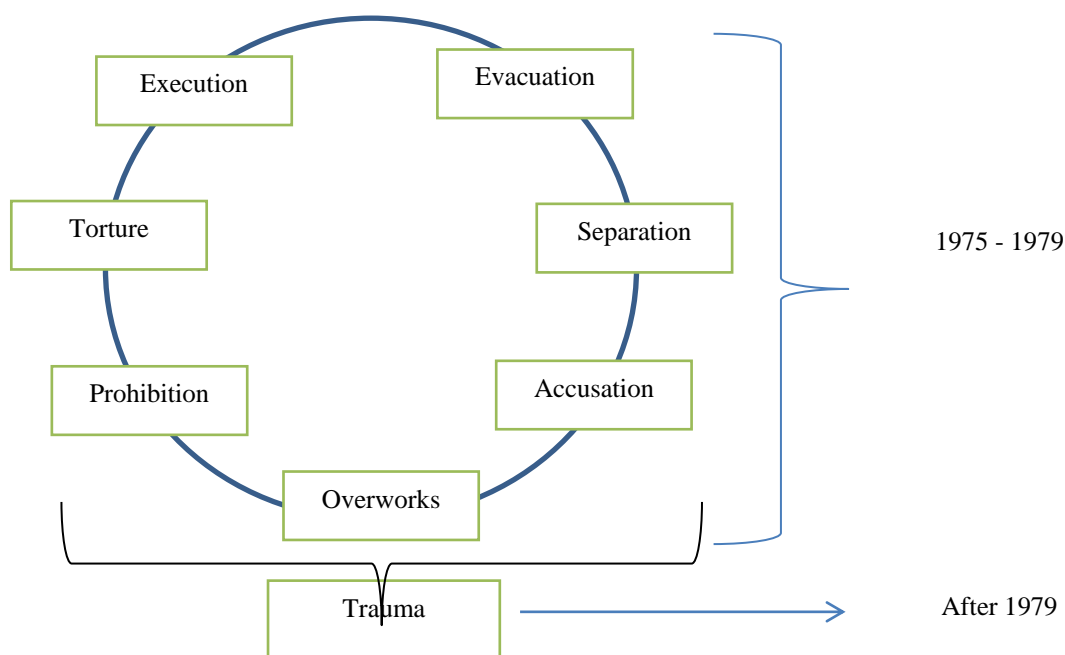 Execution
Evacuation
Torture
Separation
1975 - 1979
Prohibition
Accusation
Overworks
Trauma
After 1979